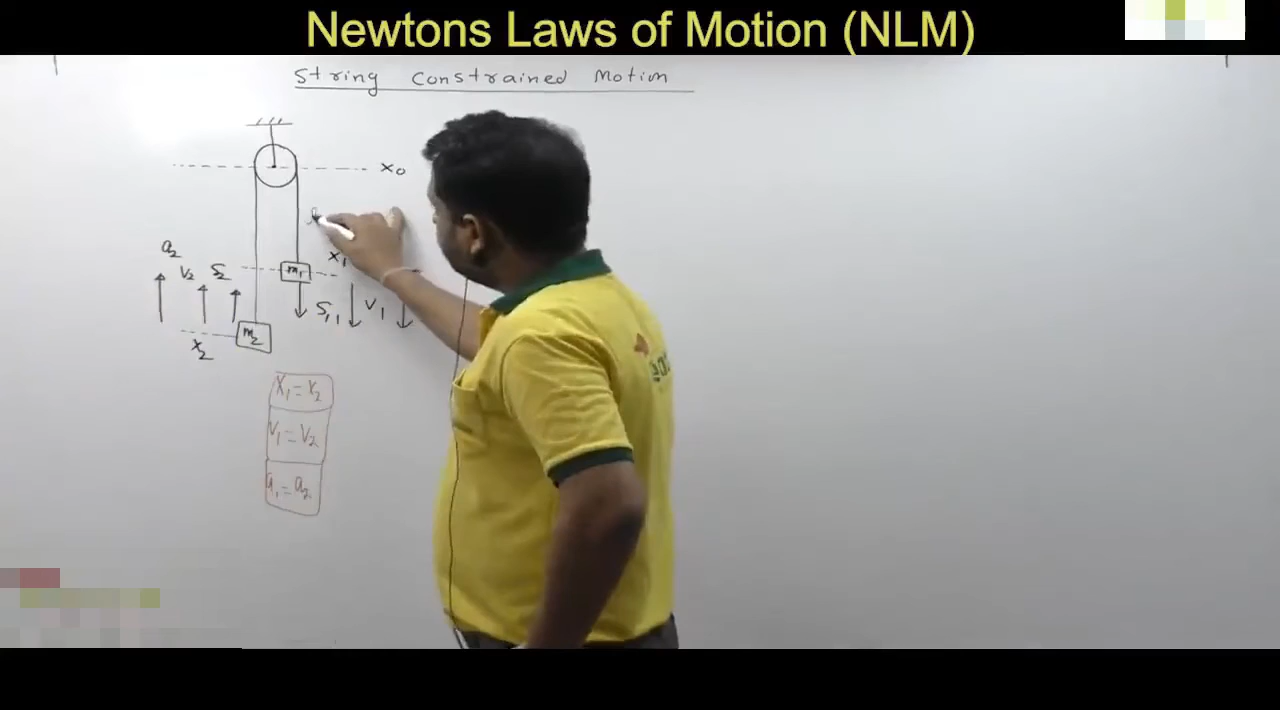 Newtons Laws of Motion (NLM)
String Constrained Motion
x₀
a₂
v₂
s₂
m₁
x₁
s₁
v₁
m₂
x₂
x₁ = x₂
v₁ = v₂
a₁ = a₂